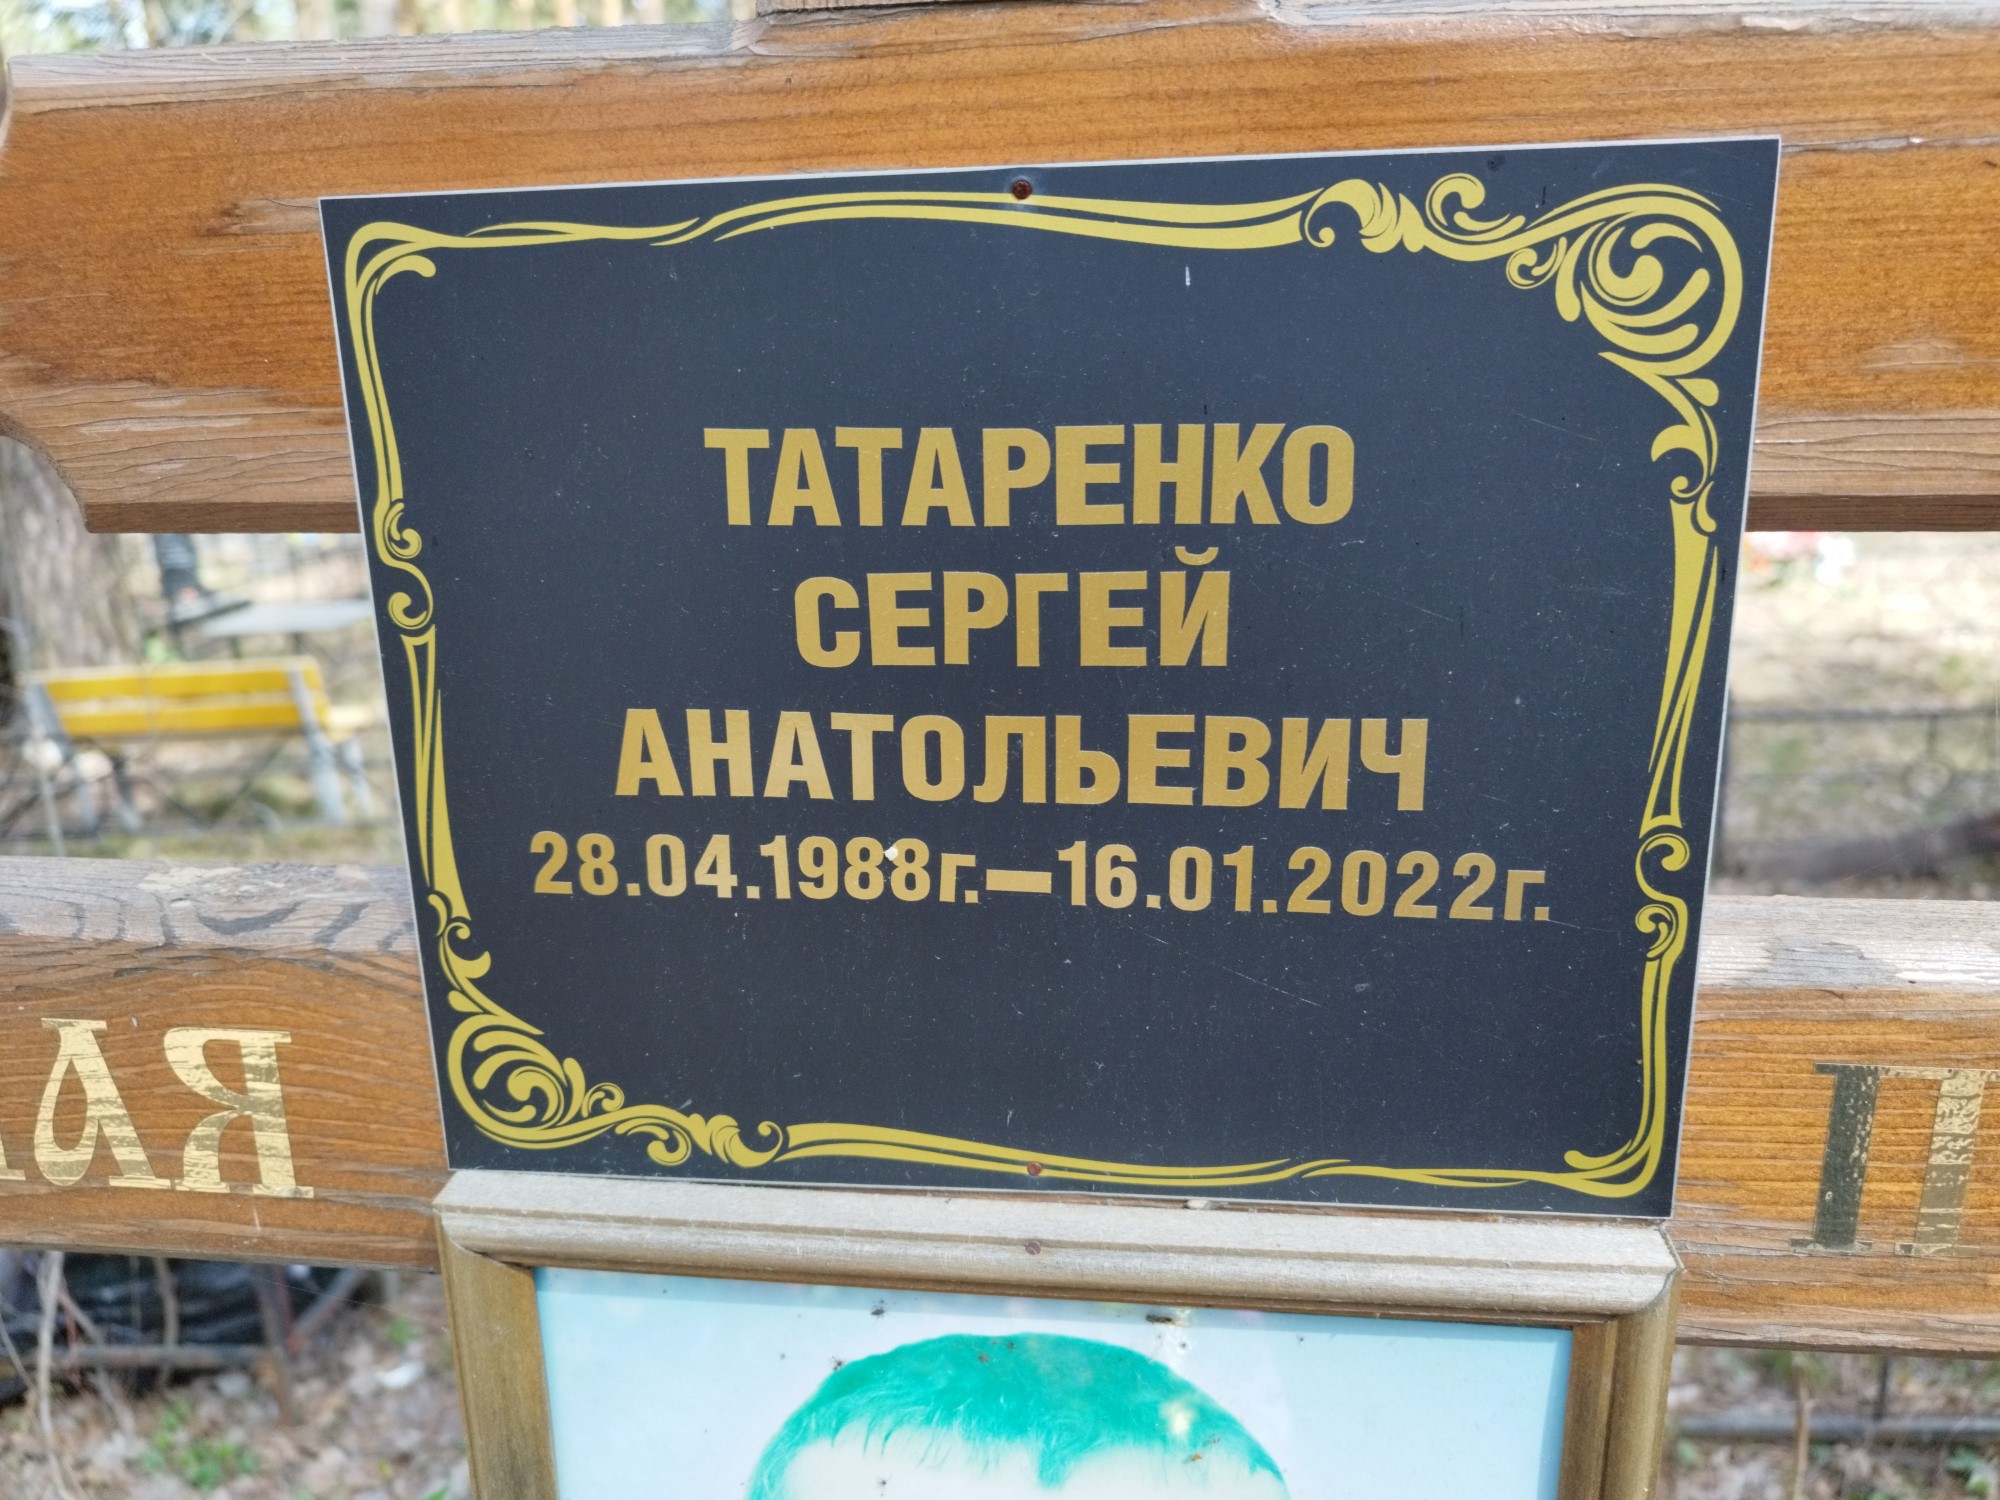 ТАТАРЕНКО
СЕРГЕЙ
АНАТОЛЬЕВИЧ
28.04.1988г.–16.01.2022г.